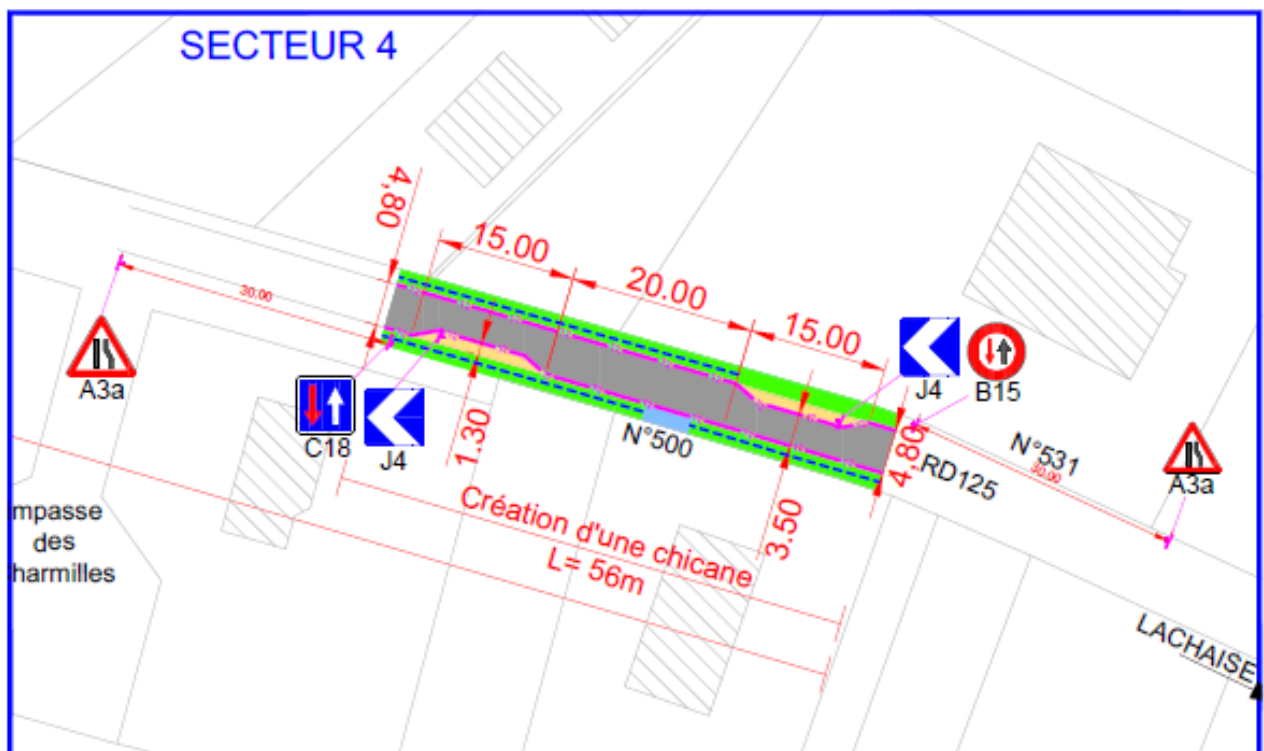 SECTEUR 4
4,80
15.00
20.00
15.00
30.00
A3a
C18
J4
1.30
N°500
J4
B15
4,80
RD125
N°531
30.00
A3a
3.50
Création d'une chicane
L= 56m
mpasse
des
harmilles
LACHAISE